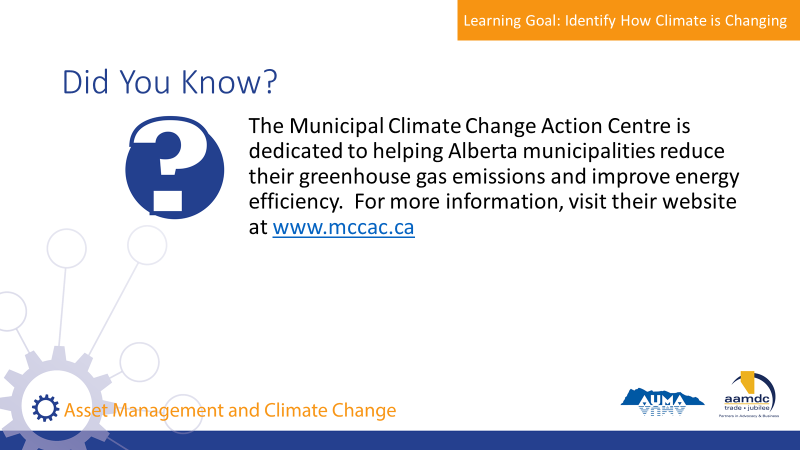 Learning Goal: Identify How Climate is Changing
Did You Know?
?
The Municipal Climate Change Action Centre is
dedicated to helping Alberta municipalities reduce
their greenhouse gas emissions and improve energy
efficiency.  For more information, visit their website
at www.mccac.ca
Asset Management and Climate Change
AUMA
aamdc
trade • jubilee
Partners in Advocacy & Business